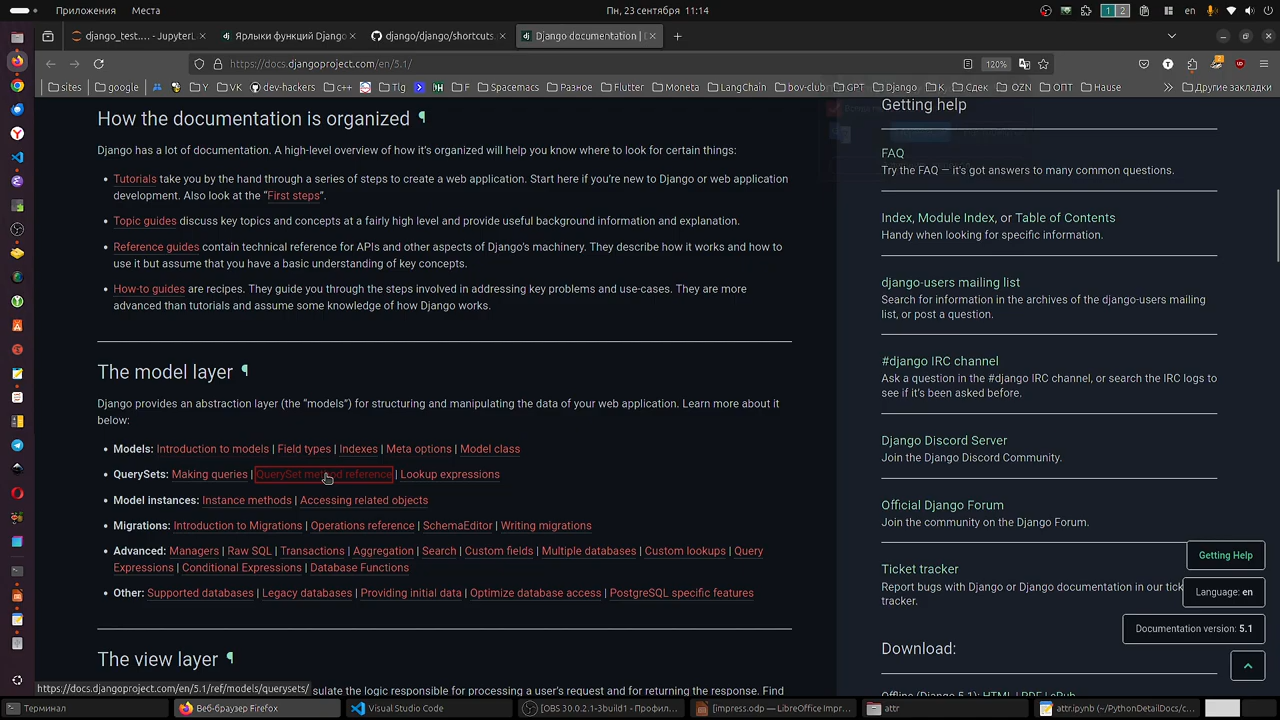 Приложения Места
Пн, 23 сентября 11:14
1 2
en
django_test.... - JupyterL
Ярлыки функций Django
django/django/shortcuts
Django documentation |
https://docs.djangoproject.com/en/5.1/
120%
sites
Y
VK
dev-hackers
C++
Tlg
F
Spacemacs
Разное
Flutter
Moneta
LangChain
bov-club
GPT
Django
К
Сдек
OZN
ОПТ
Hause
Другие закладки
How the documentation is organized ¶
Django has a lot of documentation. A high-level overview of how it's organized will help you know where to look for certain things:
• Tutorials take you by the hand through a series of steps to create a web application. Start here if you're new to Django or web application
development. Also look at the “First steps”.
• Topic guides discuss key topics and concepts at a fairly high level and provide useful background information and explanation.
• Reference guides contain technical reference for APIs and other aspects of Django's machinery. They describe how it works and how to
use it but assume that you have a basic understanding of key concepts.
• How-to guides are recipes. They guide you through the steps involved in addressing key problems and use-cases. They are more
advanced than tutorials and assume some knowledge of how Django works.
The model layer ¶
Django provides an abstraction layer (the “models”) for structuring and manipulating the data of your web application. Learn more about it
below:
• Models: Introduction to models | Field types | Indexes | Meta options | Model class
• QuerySets: Making queries | QuerySet method reference | Lookup expressions
• Model instances: Instance methods | Accessing related objects
• Migrations: Introduction to Migrations | Operations reference | SchemaEditor | Writing migrations
• Advanced: Managers | Raw SQL | Transactions | Aggregation | Search | Custom fields | Multiple databases | Custom lookups | Query
Expressions | Conditional Expressions | Database Functions
• Other: Supported databases | Legacy databases | Providing initial data | Optimize database access | PostgreSQL specific features
The view layer ¶
sulate the logic responsible for processing a user's request and for returning the response. Find
https://docs.djangoproject.com/en/5.1/ref/models/querysets/
Getting help
FAQ
Try the FAQ — it's got answers to many common questions.
Index, Module Index, or Table of Contents
Handy when looking for specific information.
django-users mailing list
Search for information in the archives of the django-users mailing
list, or post a question.
#django IRC channel
Ask a question in the #django IRC channel, or search the IRC logs to
see if it's been asked before.
Django Discord Server
Join the Django Discord Community.
Official Django Forum
Join the community on the Django Forum.
Ticket tracker
Report bugs with Django or Django documentation in our tick
tracker.
Download:
Offline (Django 5.1): HTML | PDF | ePub
Getting Help
Language: en
Documentation version: 5.1
Терминал
Веб-браузер Firefox
Visual Studio Code
[OBS 30.0.2.1-3build1 - Профил...
[impress.odp — LibreOffice Impr...
attr
attr.ipynb (~/PythonDetailDocs/c...